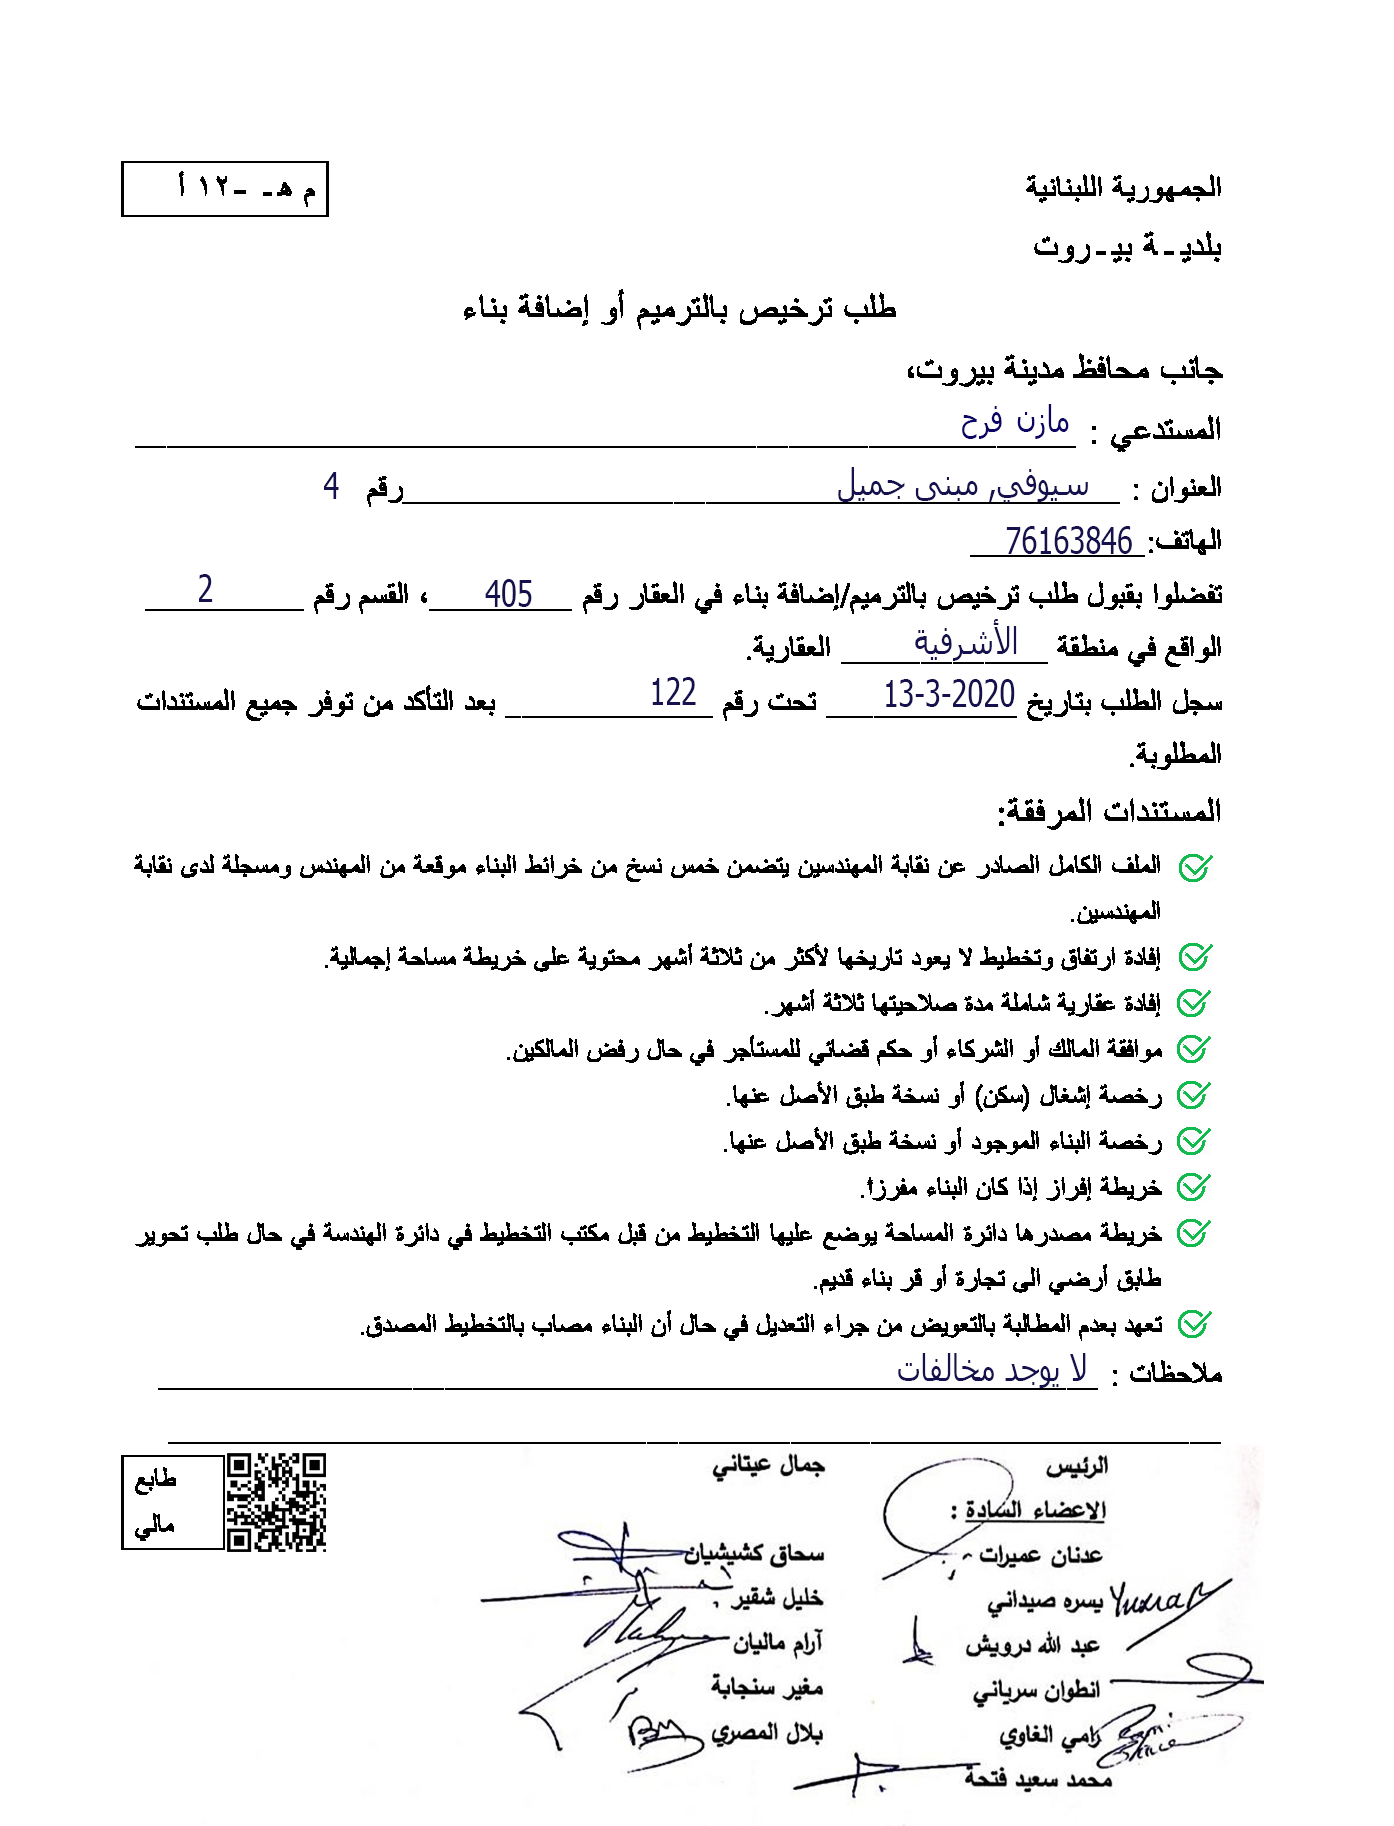 الجمهورية اللبنانية
م هـ -١٢ أ
بلديـة بيـروت
طلب ترخيص بالترميم أو إضافة بناء
جانب محافظ مدينة بيروت،
المستدعي : مازن فرح
العنوان : سيوفي, مبنى جميل رقم 4
الهاتف: 76163846
تفضلوا بقبول طلب ترخيص بالترميم/إضافة بناء في العقار رقم 405 ، القسم رقم 2
الواقع في منطقة الأشرفية العقارية.
سجل الطلب بتاريخ 13-3-2020 تحت رقم 122 بعد التأكد من توفر جميع المستندات
المطلوبة.
المستندات المرفقة:
الملف الكامل الصادر عن نقابة المهندسين يتضمن خمس نسخ من خرائط البناء موقعة من المهندس ومسجلة لدى نقابة
المهندسين.
إفادة ارتفاق وتخطيط لا يعود تاريخها لأكثر من ثلاثة أشهر محتوية على خريطة مساحة إجمالية.
إفادة عقارية شاملة مدة صلاحيتها ثلاثة أشهر.
موافقة المالك أو الشركاء أو حكم قضائي للمستأجر في حال رفض المالكين.
رخصة إشغال (سكن) أو نسخة طبق الأصل عنها.
رخصة البناء الموجود أو نسخة طبق الأصل عنها.
خريطة إفراز إذا كان البناء مفرزا.
خريطة مصدرها دائرة المساحة يوضع عليها التخطيط من قبل مكتب التخطيط في دائرة الهندسة في حال طلب تحوير
طابق أرضي الى تجارة أو قر بناء قديم.
تعهد بعدم المطالبة بالتعويض من جراء التعديل في حال أن البناء مصاب بالتخطيط المصدق.
ملاحظات : لا يوجد مخالفات
الرئيس جمال عيتاني
طابع
مالي
الاعضاء السادة :
عدنان عميرات سحاق كشيشيان
يسره صيداني خليل شقير
عبد الله درويش آرام ماليان
انطوان سرياني مغير سنجابة
رامي الغاوي بلال المصري
محمد سعيد فتحة